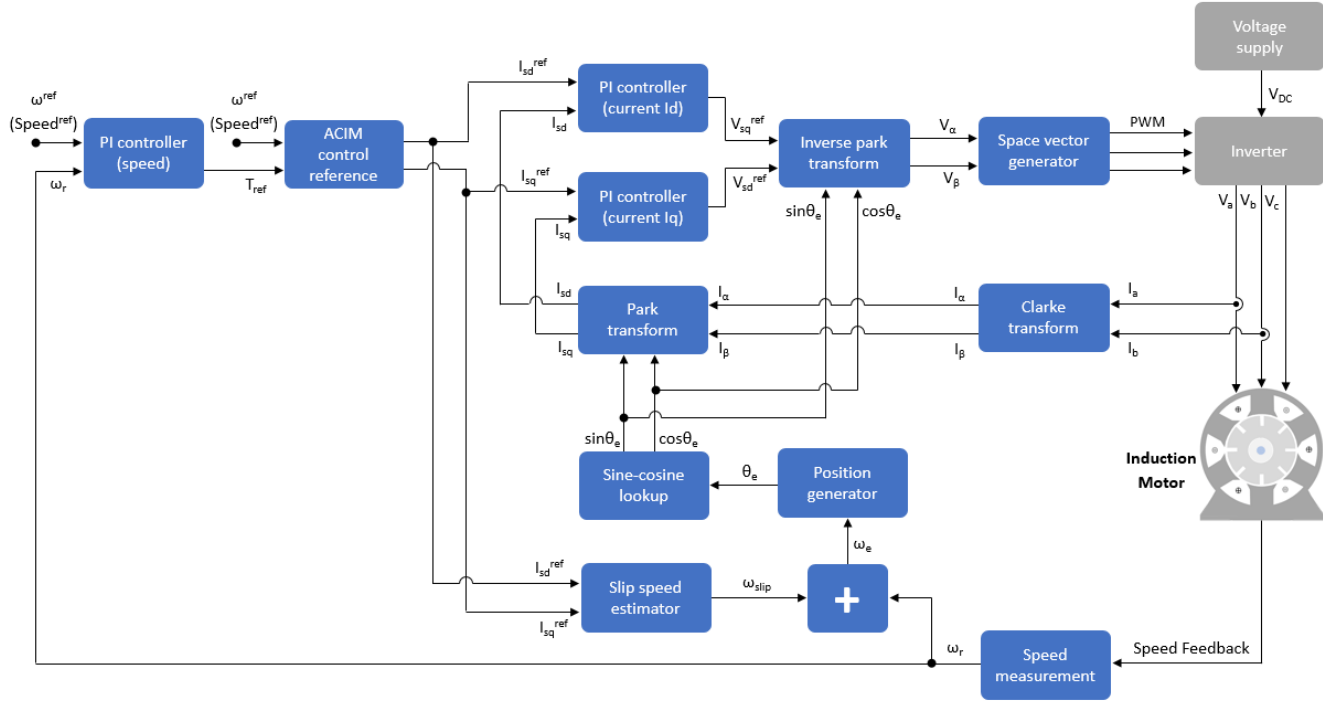 Voltage
supply
V_DC
I_sd^ref
ω^ref
(Speed^ref)
ω^ref
(Speed^ref)
PI controller
(speed)
ω_r
T_ref
ACIM
control
reference
PI controller
(current Id)
I_sd
V_sq^ref
I_sq^ref
PI controller
(current Iq)
V_sd^ref
I_sq
Inverse park
transform
sinθ_e
cosθ_e
V_α
V_β
Space vector
generator
PWM
Inverter
V_a
V_b
V_c
I_sd
I_sq
Park
transform
I_α
I_α
I_β
I_β
Clarke
transform
I_a
I_b
sinθ_e
cosθ_e
Sine-cosine
lookup
θ_e
Position
generator
Induction
Motor
ω_e
I_sd^ref
I_sq^ref
Slip speed
estimator
ω_slip
+
ω_r
Speed
measurement
Speed Feedback